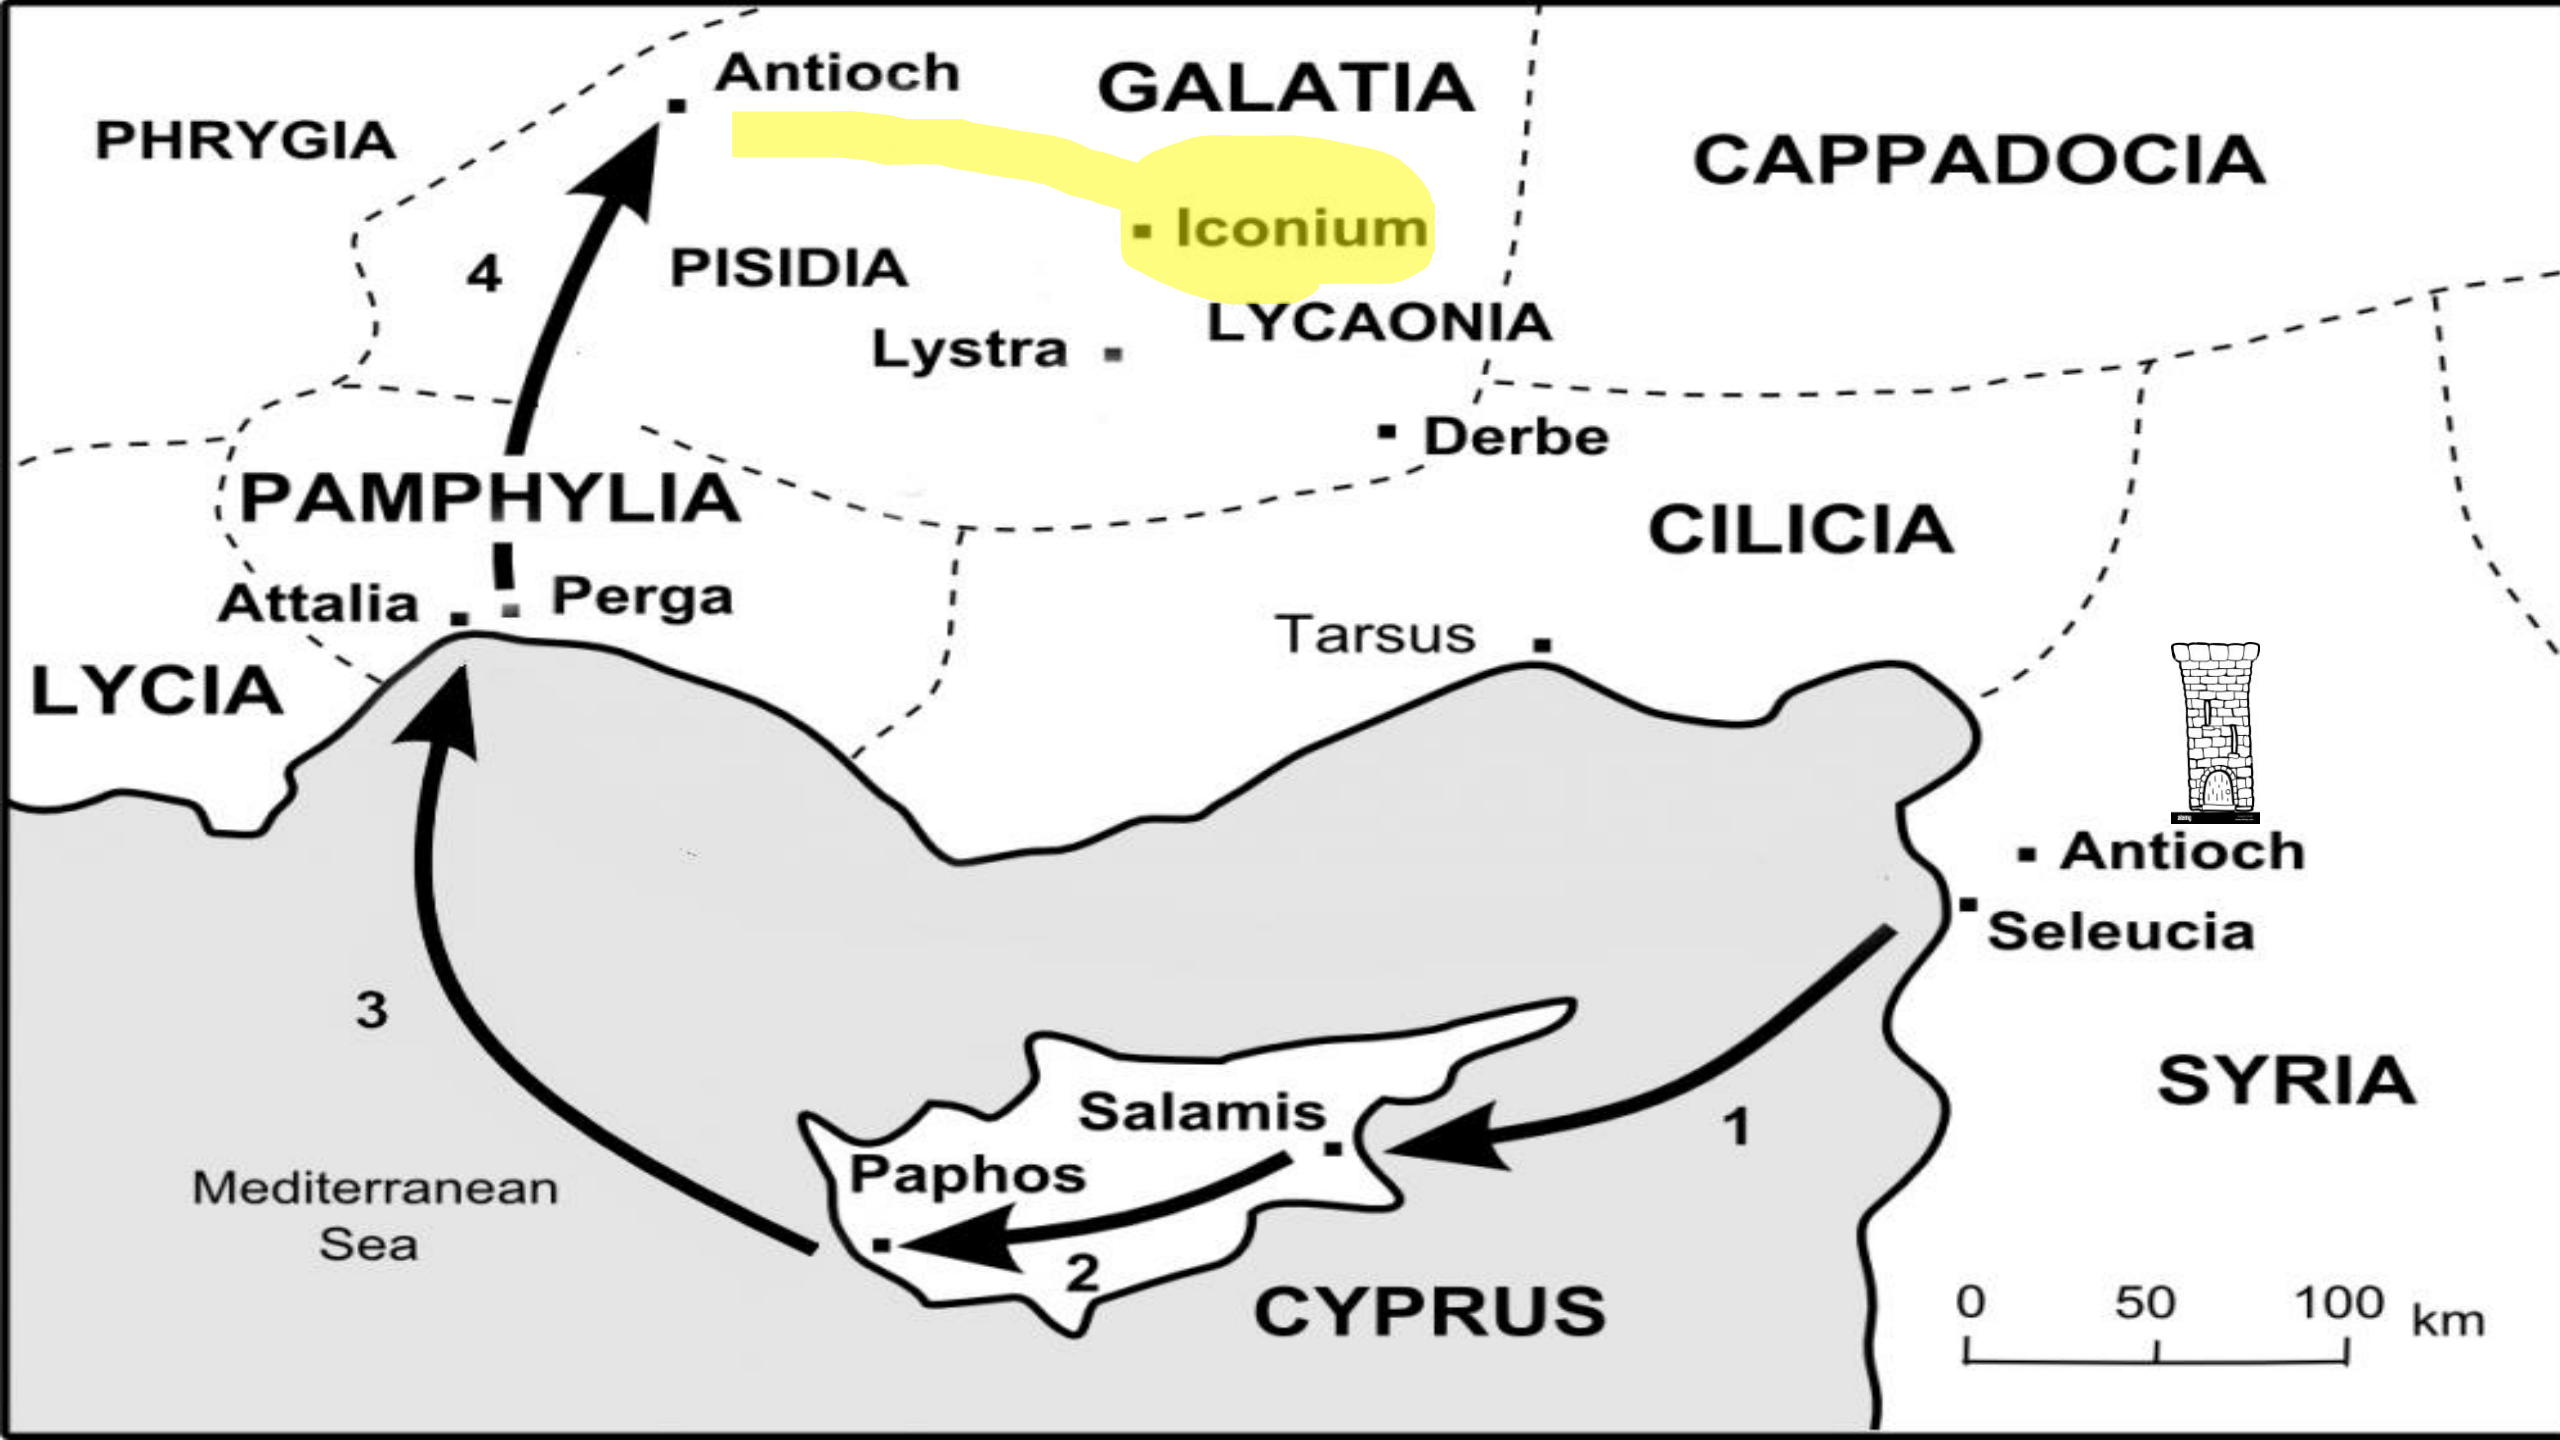 Antioch
GALATIA
PHRYGIA
CAPPADOCIA
Iconium
4
PISIDIA
LYCAONIA
Lystra
Derbe
PAMPHYLIA
CILICIA
Attalia
Perga
Tarsus
LYCIA
Antioch
Seleucia
3
SYRIA
Salamis
1
Paphos
Mediterranean
Sea
2
CYPRUS
0 50 100 km